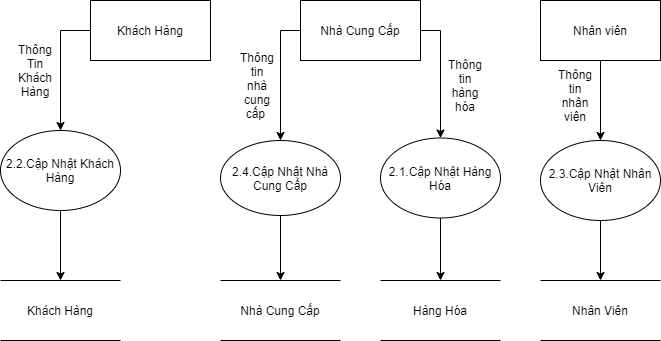 Khách Hàng
Nhà Cung Cấp
Nhân viên
Thông
Tin
Khách
Hàng
Thông
tin
nhà
cung
cấp
Thông
tin
hàng
hóa
Thông
tin
nhân
viên
2.2.Cập Nhật Khách
Hàng
2.4.Cập Nhật Nhà
Cung Cấp
2.1.Cập Nhật Hàng
Hóa
2.3.Cập Nhật Nhân
Viên
Khách Hàng
Nhà Cung Cấp
Hàng Hóa
Nhân Viên